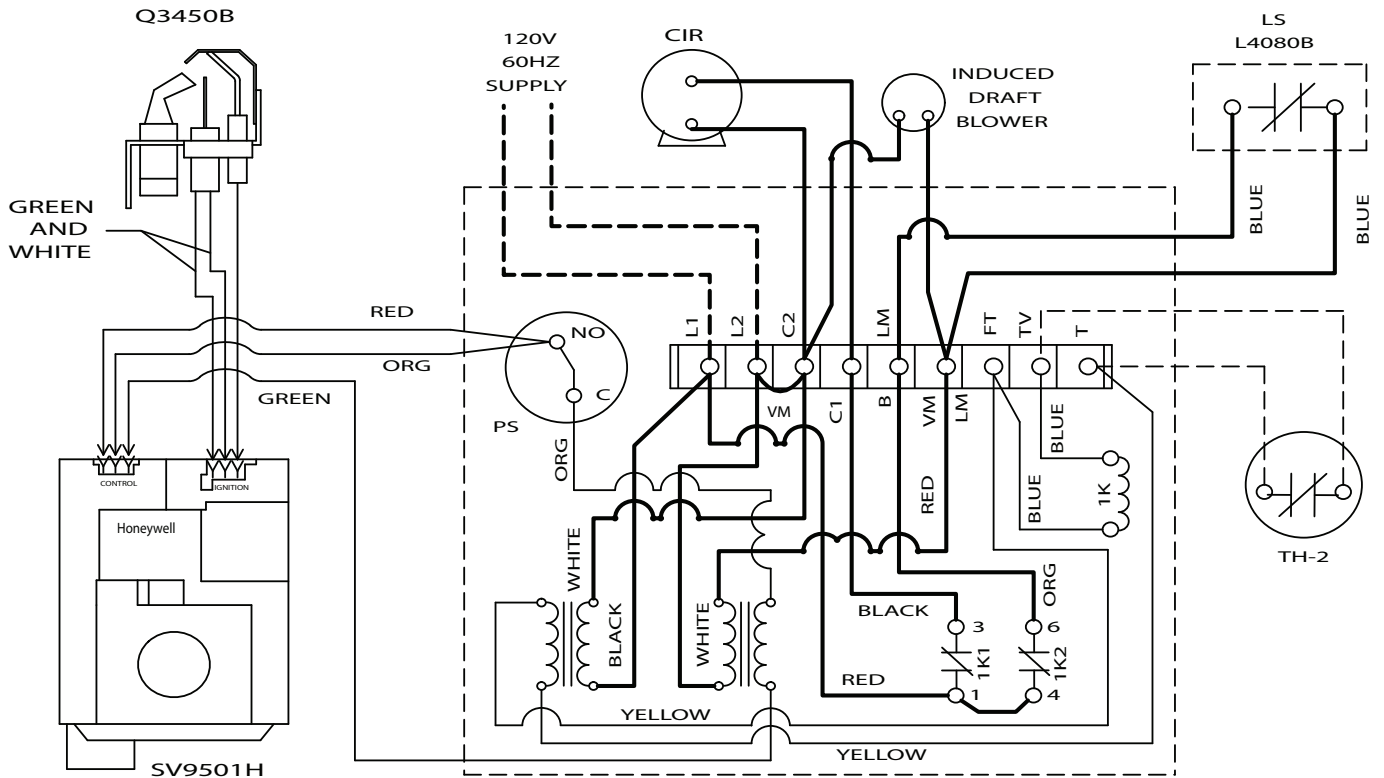 Q3450B
120V
60HZ
SUPPLY
CIR
INDUCED
DRAFT
BLOWER
LS
L4080B
GREEN
AND
WHITE
BLUE
BLUE
RED
ORG
GREEN
NO
C
PS
L1
L2
C2
LM
FT
TV
T
VM
C1
B
VM
LM
ORG
BLUE
BLUE
1K
RED
TH-2
CONTROL
IGNITION
Honeywell
WHITE
BLACK
WHITE
BLACK
ORG
3
6
1K1
1K2
1
4
RED
YELLOW
YELLOW
SV9501H